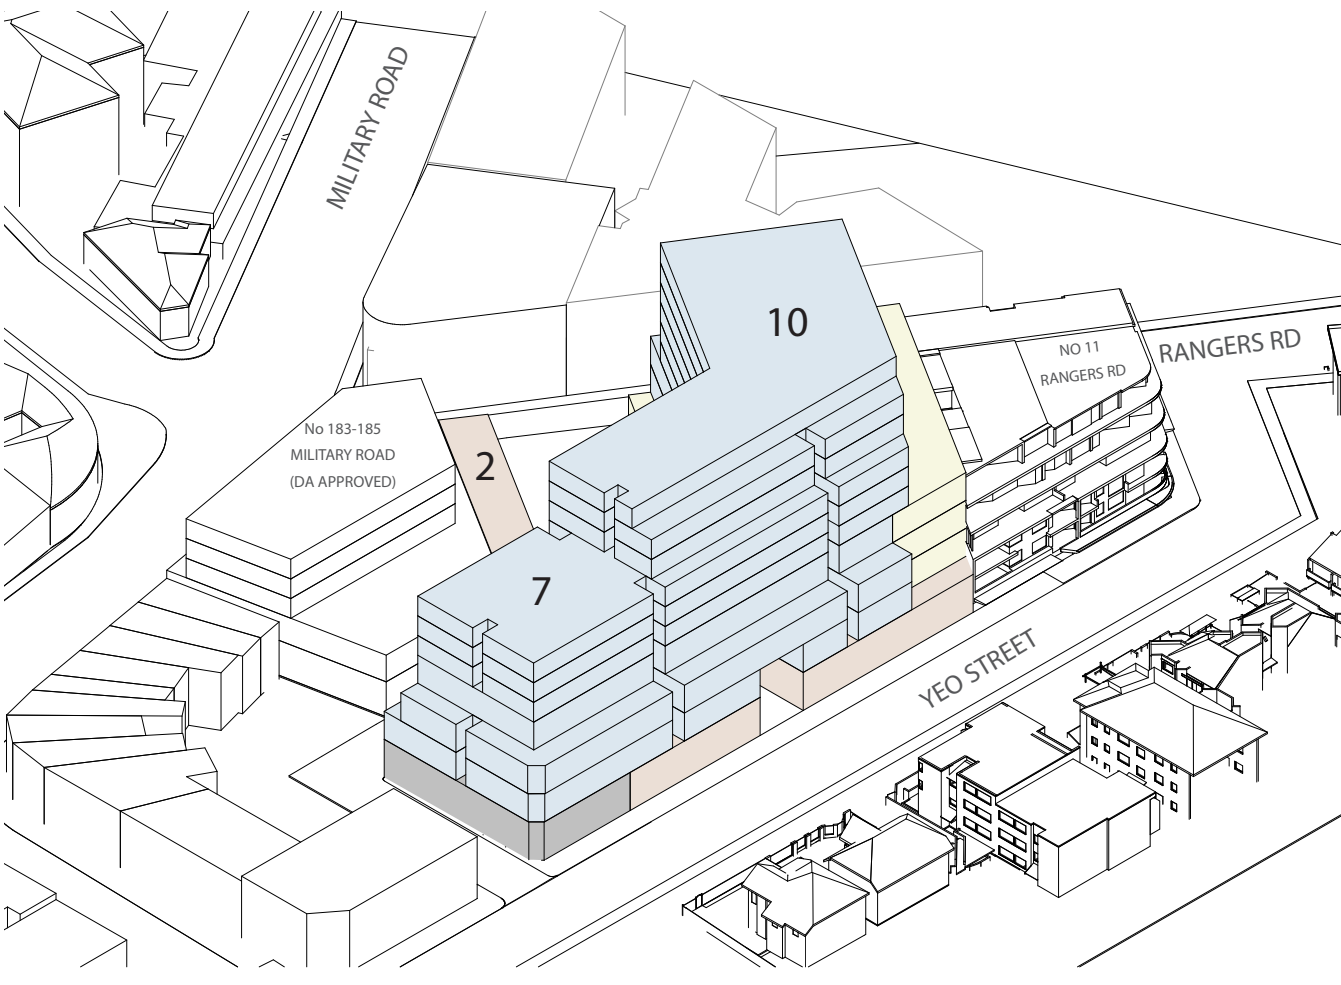 MILITARY ROAD
10
NO 11
RANGERS RD
RANGERS RD
No 183-185
MILITARY ROAD
(DA APPROVED)
2
7
YEO STREET